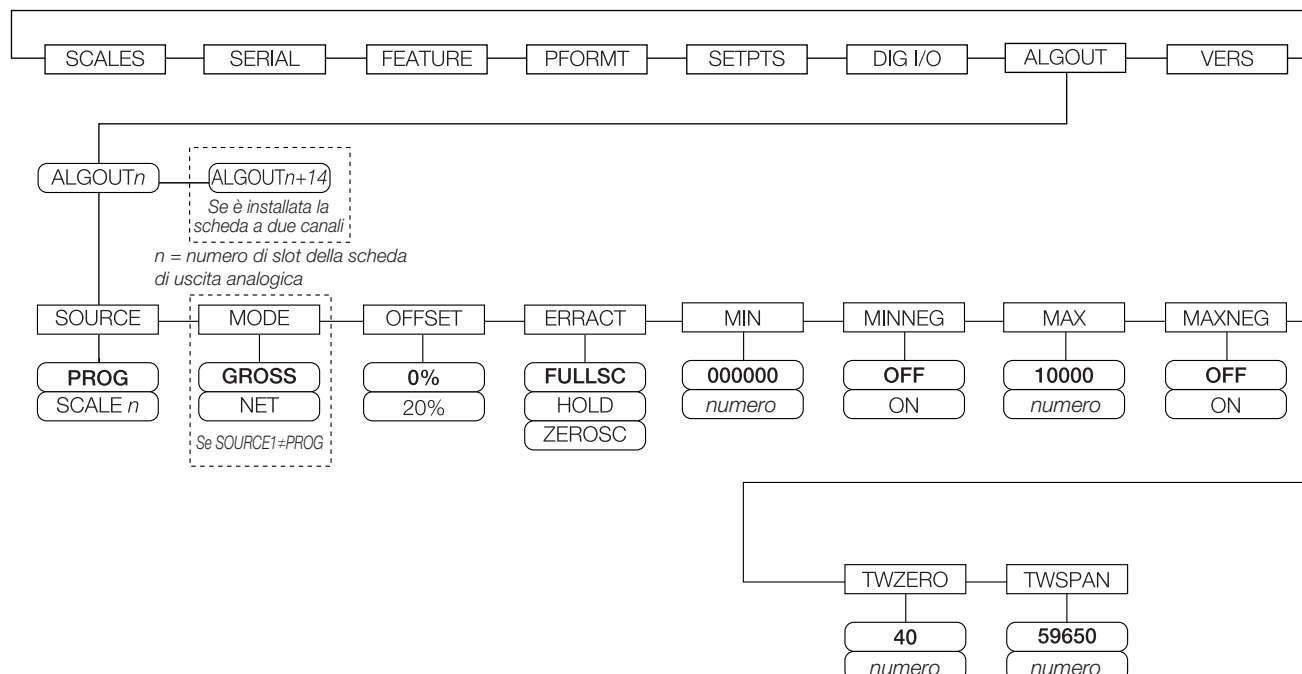 SCALES SERIAL FEATURE PFORMT SETPTS DIG I/O ALGOUT VERS
ALGOUTn ALGOUTn+14
Se è installata la
scheda a due canali
n = numero di slot della scheda
di uscita analogica
SOURCE MODE OFFSET ERRACT MIN MINNEG MAX MAXNEG
PROG GROSS 0% FULLSC 000000 OFF 10000 OFF
SCALE n NET 20% HOLD numero ON numero ON
Se SOURCE1≠PROG ZEROSC
TWZERO TWSPAN
40 59650
numero numero